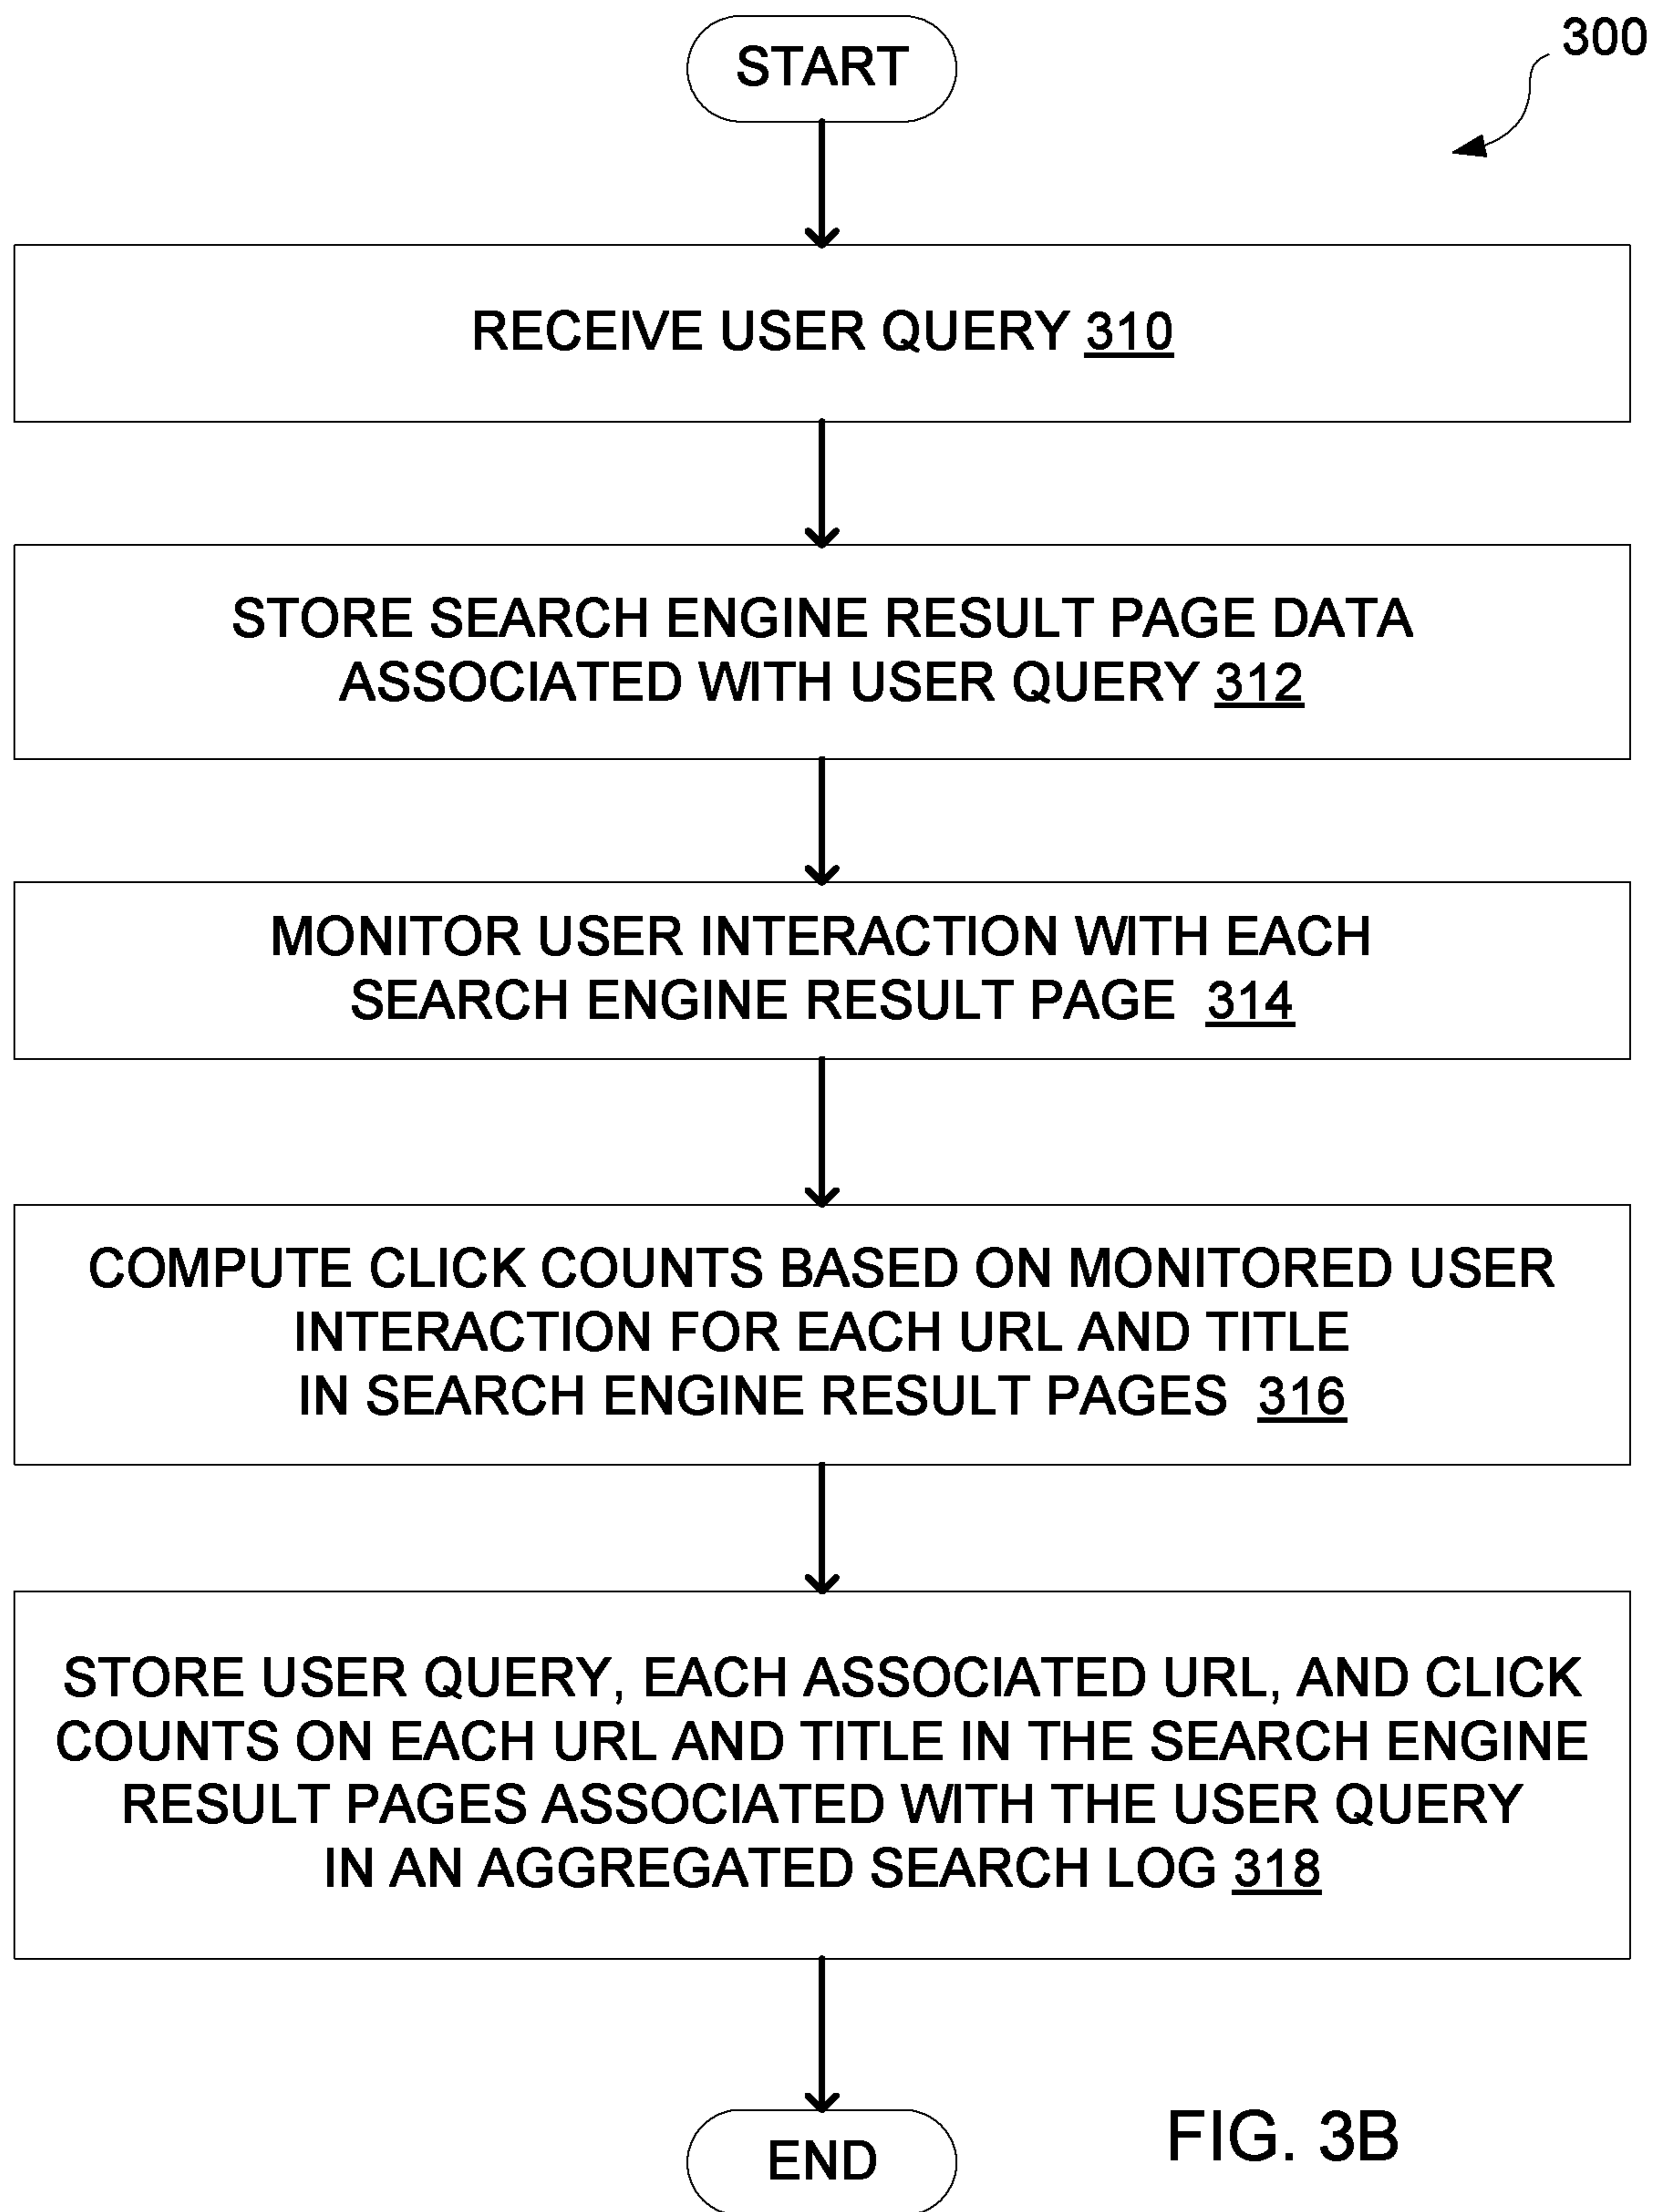 START
300
RECEIVE USER QUERY 310
STORE SEARCH ENGINE RESULT PAGE DATA
ASSOCIATED WITH USER QUERY 312
MONITOR USER INTERACTION WITH EACH
SEARCH ENGINE RESULT PAGE 314
COMPUTE CLICK COUNTS BASED ON MONITORED USER
INTERACTION FOR EACH URL AND TITLE
IN SEARCH ENGINE RESULT PAGES 316
STORE USER QUERY, EACH ASSOCIATED URL, AND CLICK
COUNTS ON EACH URL AND TITLE IN THE SEARCH ENGINE
RESULT PAGES ASSOCIATED WITH THE USER QUERY
IN AN AGGREGATED SEARCH LOG 318
END
FIG. 3B